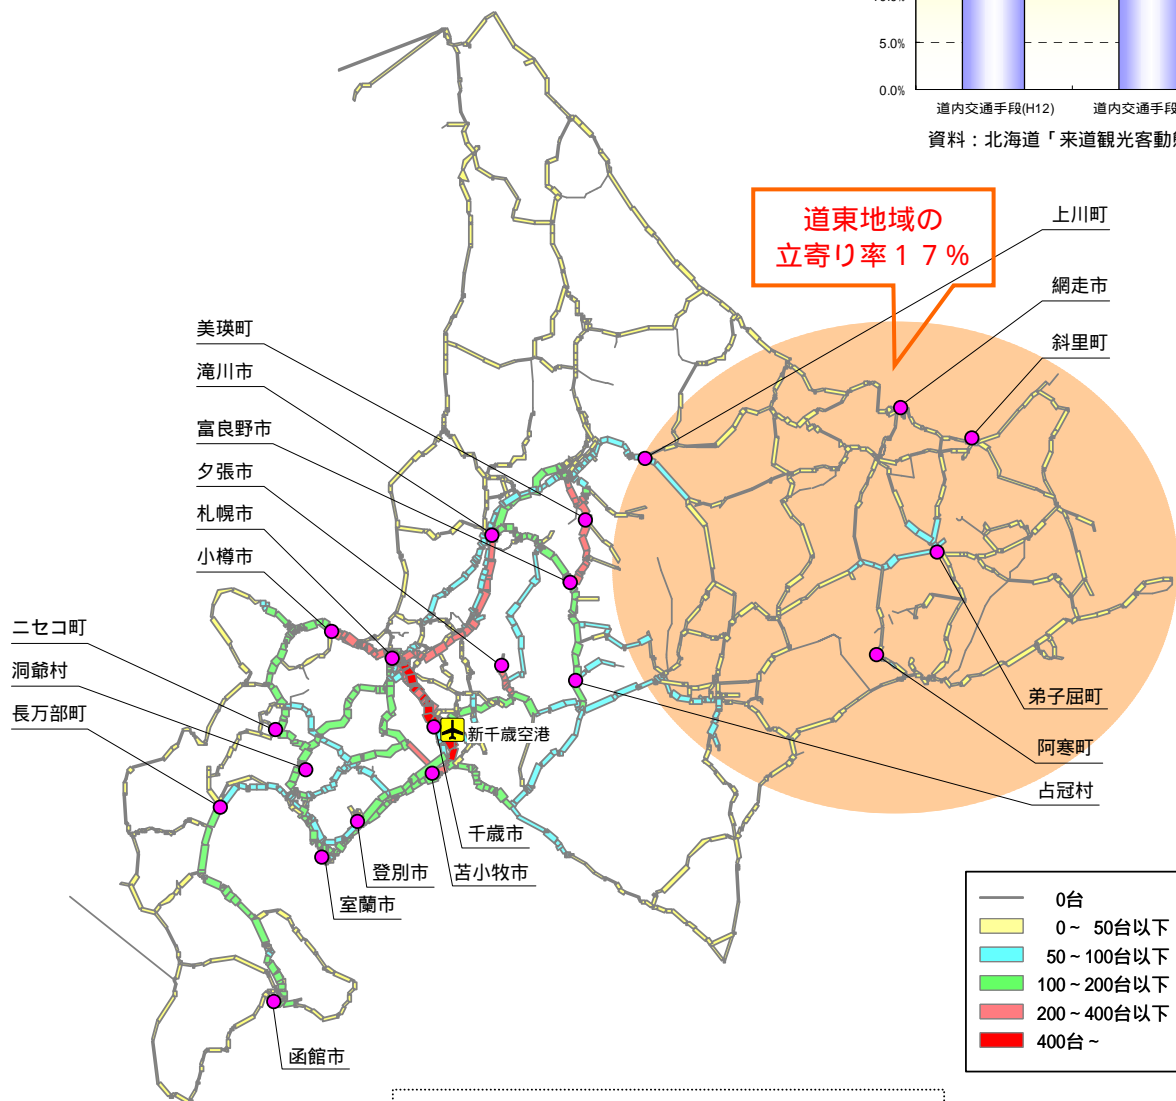 5.0%
0.0%
道内交通手段(H12)
道内交通手段
資料：北海道「来道観光客動
道東地域の
立寄り率１７％
上川町
網走市
斜里町
美瑛町
滝川市
富良野市
夕張市
札幌市
小樽市
ニセコ町
洞爺村
長万部町
新千歳空港
弟子屈町
阿寒町
占冠村
千歳市
登別市
苫小牧市
室蘭市
函館市
0台
0～ 50台以下
50～100台以下
100～200台以下
200～400台以下
400台～